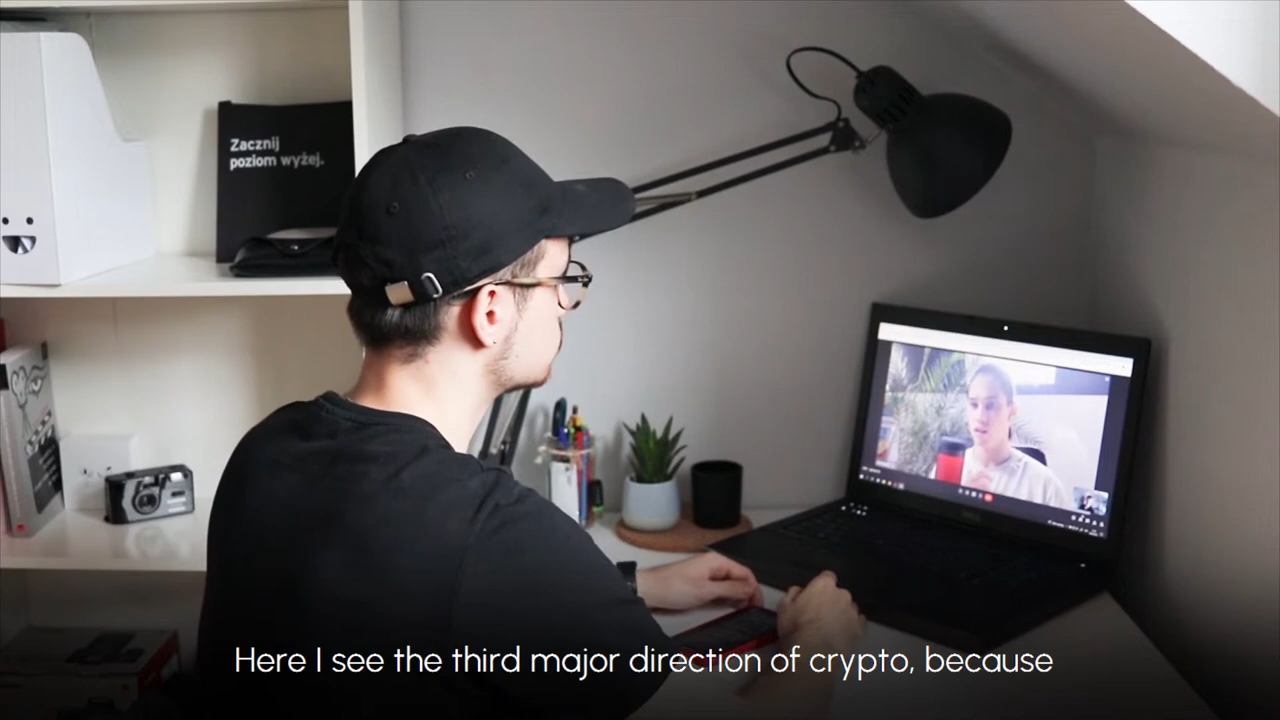 Zacznij
poziom wyżej.
Here I see the third major direction of crypto, because